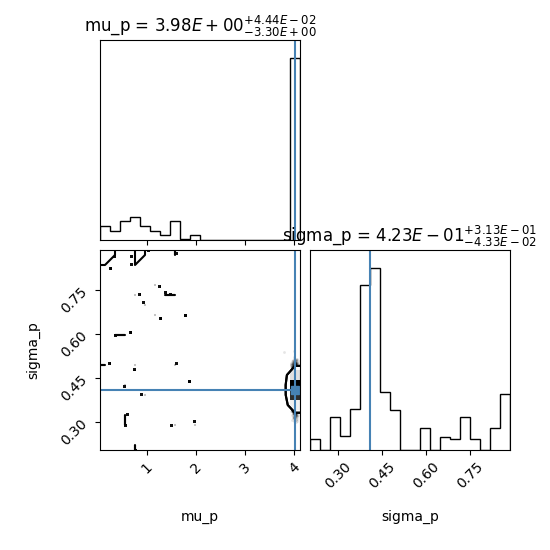 mu_p = 3.98E + 00+4.44E−02 −3.30E+00
sigma_p = 4.23E − 01+3.13E−01 −4.33E−02
0.75
0.60
0.45
0.30
sigma_p
1
2
3
4
mu_p
0.30
0.45
0.60
0.75
sigma_p